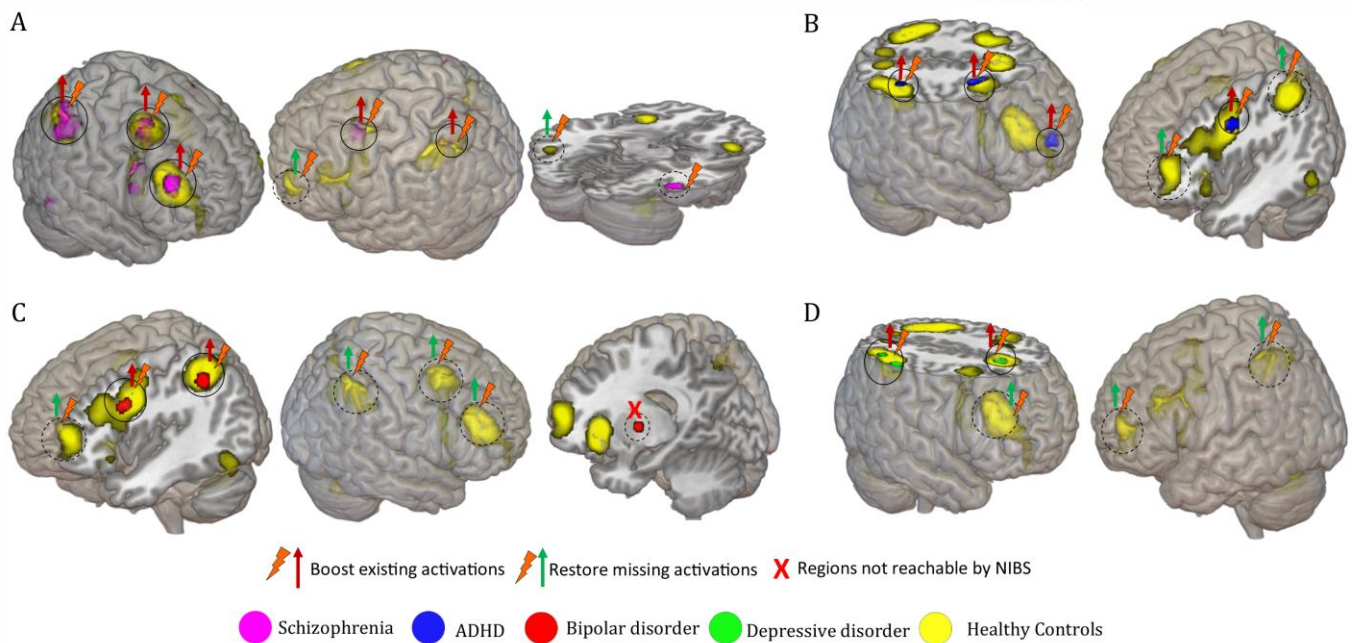 A
B
C
D
X
Boost existing activations
Restore missing activations
X Regions not reachable by NIBS
Schizophrenia
ADHD
Bipolar disorder
Depressive disorder
Healthy Controls